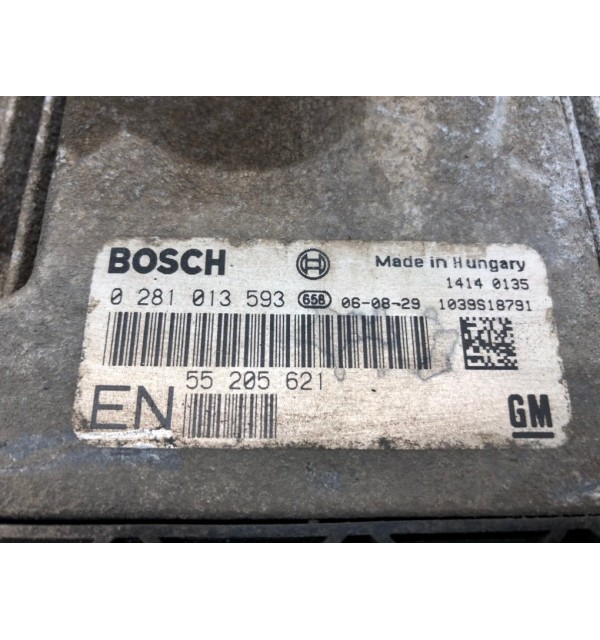 BOSCH
Made in Hungary
1414 0135
0 281 013 593 658 06-08-29 1039S18791
55 205 621
EN
GM